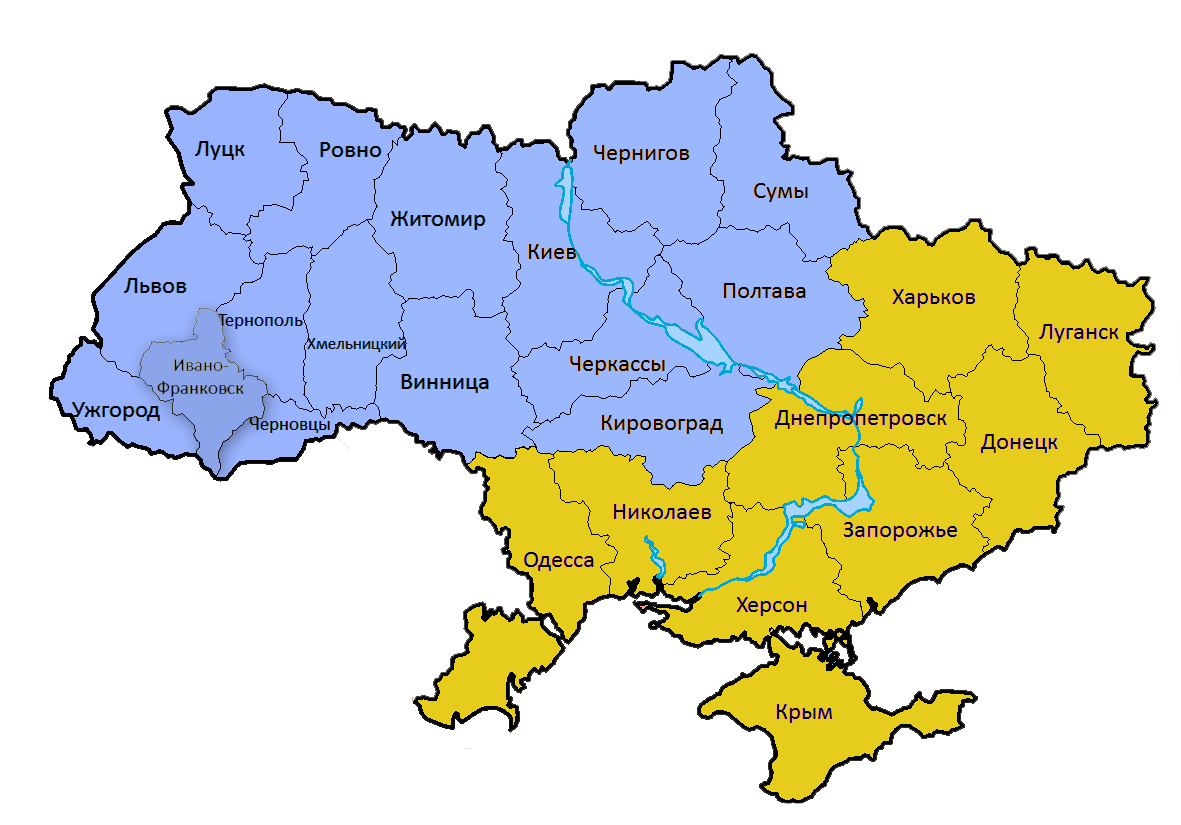 Чернигов
Луцк
Ровно
Сумы
Житомир
Киев
Львов
Полтава
Харьков
Тернополь
Луганск
Хмельницкий
Ивано-
Франковск
Черкассы
Винница
Ужгород
Черновцы
Кировоград
Днепропетровск
Донецк
Николаев
Запорожье
Одесса
Херсон
Крым